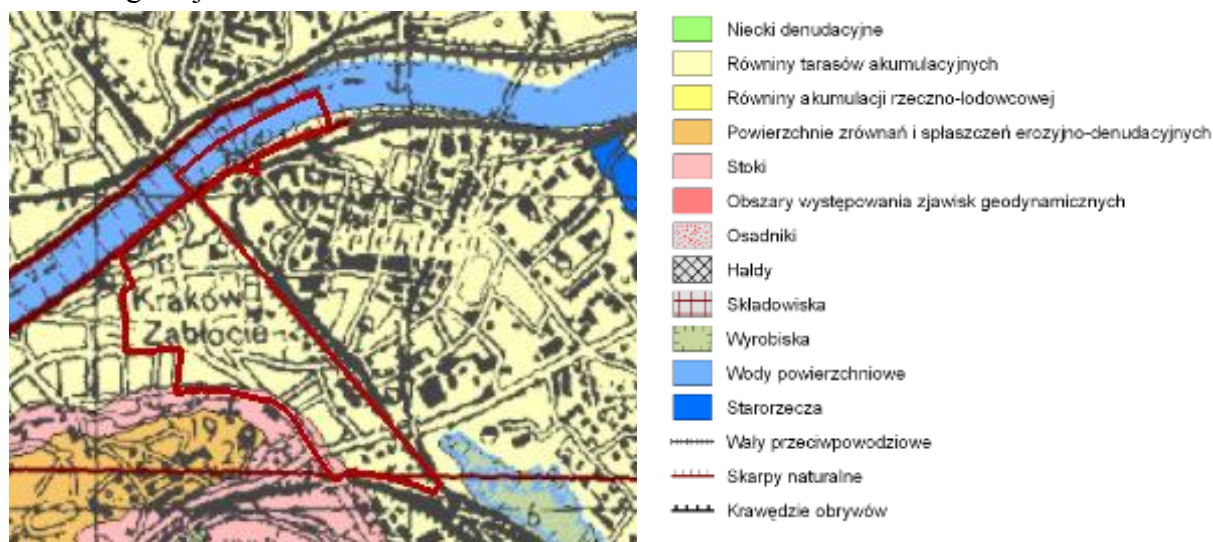 Niecki denudacyjne
Równiny tarasów akumulacyjnych
Równiny akumulacji rzeczno-lodowcowej
Powierzchnie zrównań i spłaszczeń erozyjno-denudacyjnych
Stoki
Obszary występowania zjawisk geodynamicznych
Osadniki
Hałdy
Składowiska
Wyrobiska
Wody powierzchniowe
Starorzecza
Wały przeciwpowodziowe
Skarpy naturalne
Krawędzie obrywów
Kraków
Zabłocie